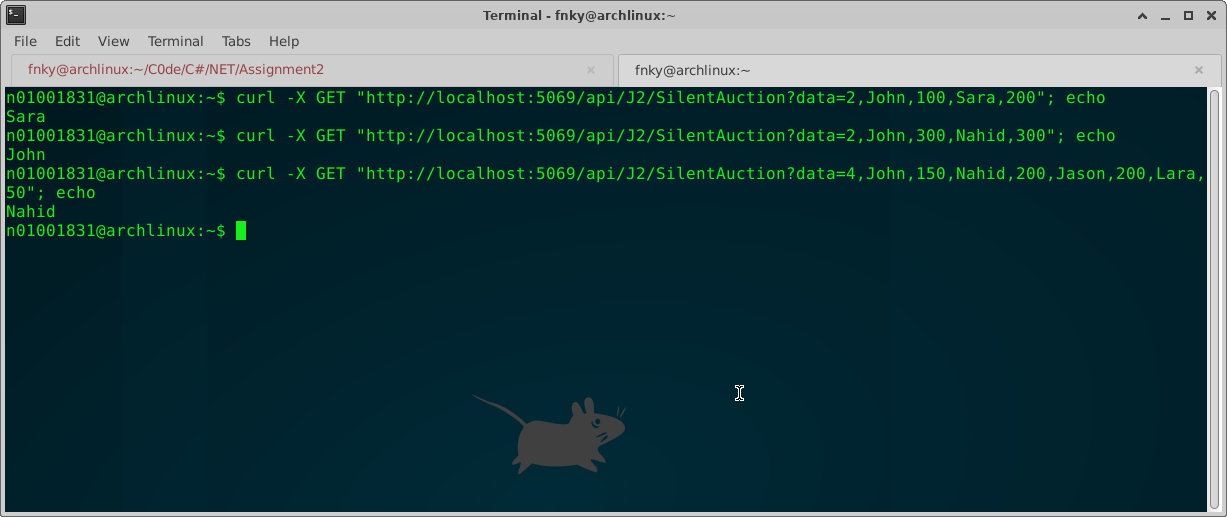 Terminal - fnky@archlinux:~
File Edit View Terminal Tabs Help
fnky@archlinux:~/C0de/C#/NET/Assignment2
fnky@archlinux:~
n01001831@archlinux:~$ curl -X GET "http://localhost:5069/api/J2/SilentAuction?data=2,John,100,Sara,200"; echo
Sara
n01001831@archlinux:~$ curl -X GET "http://localhost:5069/api/J2/SilentAuction?data=2,John,300,Nahid,300"; echo
John
n01001831@archlinux:~$ curl -X GET "http://localhost:5069/api/J2/SilentAuction?data=4,John,150,Nahid,200,Jason,200,Lara,
50"; echo
Nahid
n01001831@archlinux:~$